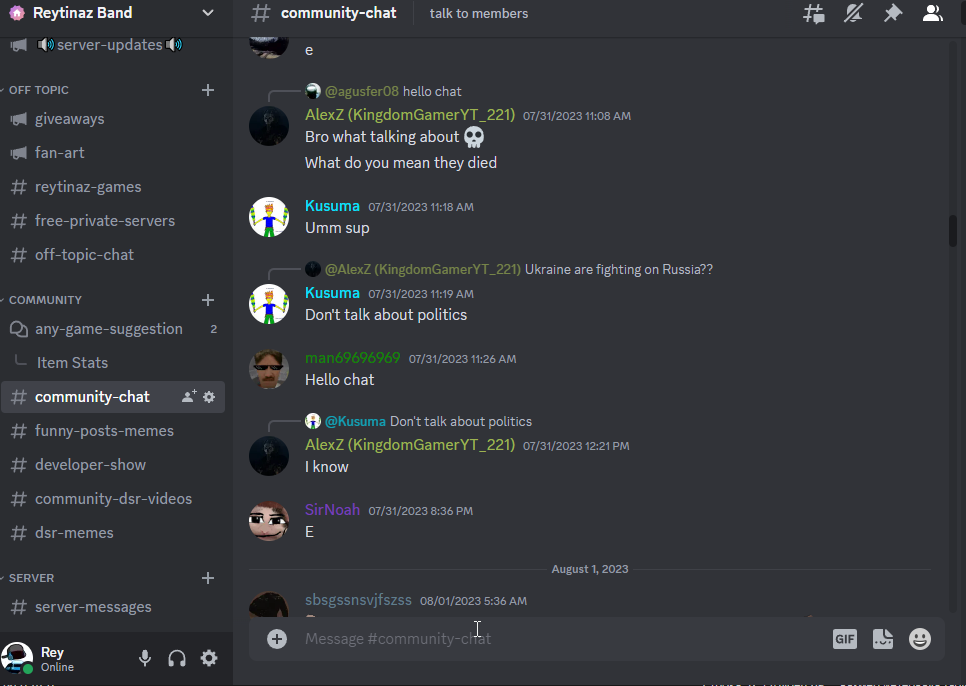 Reytinaz Band
community-chat
talk to members
server-updates
OFF TOPIC
giveaways
fan-art
reytinaz-games
free-private-servers
off-topic-chat
COMMUNITY
any-game-suggestion
2
Item Stats
community-chat
funny-posts-memes
developer-show
community-dsr-videos
dsr-memes
SERVER
server-messages
Rey
Online
e
@agusfer08 hello chat
AlexZ (KingdomGamerYT_221) 07/31/2023 11:08 AM
Bro what talking about 💀
What do you mean they died
Kusuma 07/31/2023 11:18 AM
Umm sup
@AlexZ (KingdomGamerYT_221) Ukraine are fighting on Russia??
Kusuma 07/31/2023 11:19 AM
Don't talk about politics
man69696969 07/31/2023 11:26 AM
Hello chat
@Kusuma Don't talk about politics
AlexZ (KingdomGamerYT_221) 07/31/2023 12:21 PM
I know
SirNoah 07/31/2023 8:36 PM
E
August 1, 2023
sbsgssnsvjfszss 08/01/2023 5:36 AM
Message #community-chat
GIF